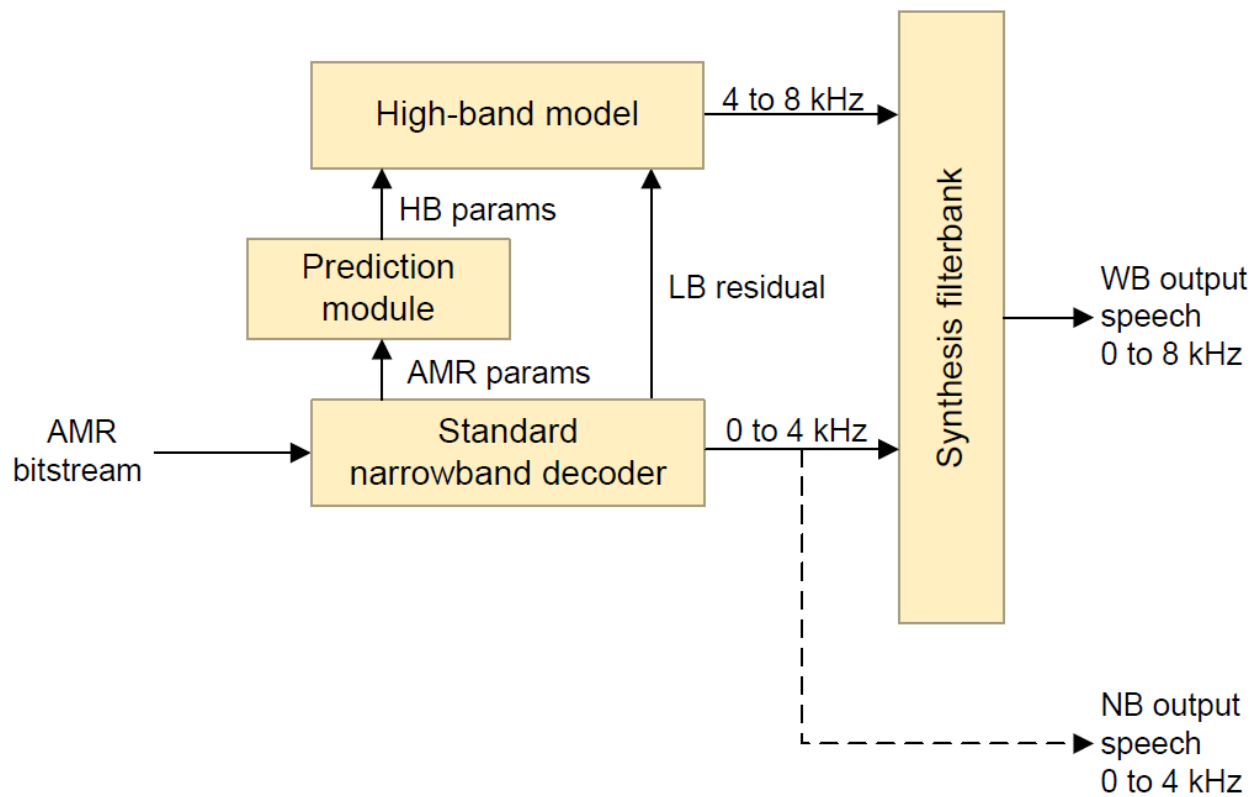 High-band model
4 to 8 kHz
HB params
Prediction
module
LB residual
AMR params
AMR
bitstream
Standard
narrowband decoder
0 to 4 kHz
Synthesis filterbank
WB output
speech
0 to 8 kHz
NB output
speech
0 to 4 kHz